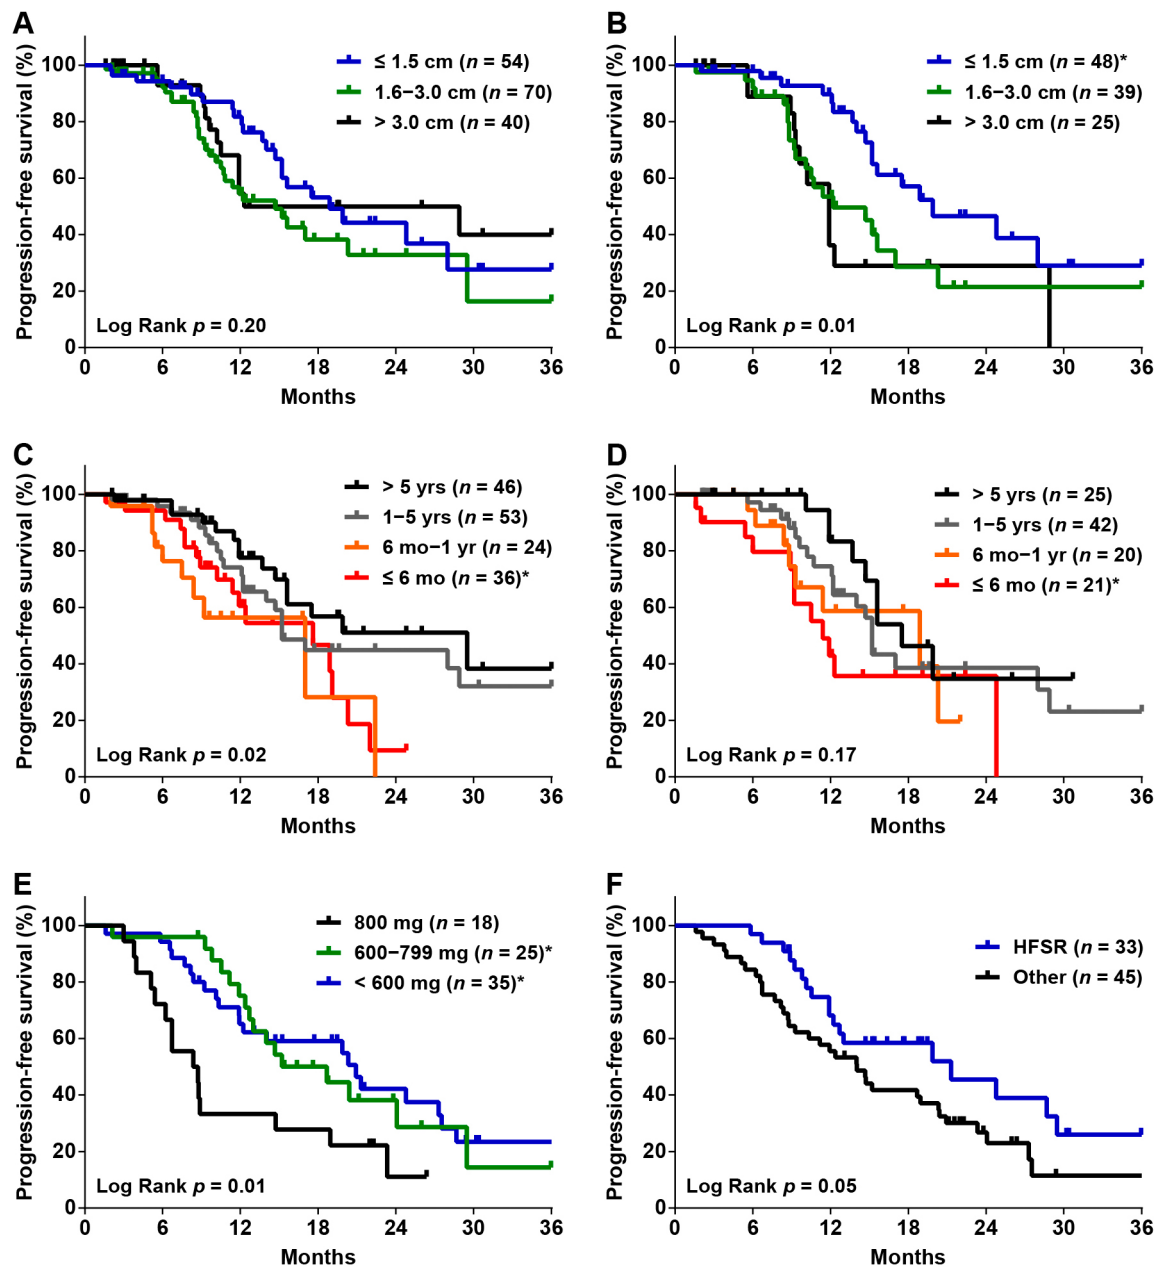 A
Progression-free survival (%)
100
80
60
40
20
0
≤ 1.5 cm (n = 54)
1.6–3.0 cm (n = 70)
> 3.0 cm (n = 40)
Log Rank p = 0.20
0 6 12 18 24 30 36
Months
B
Progression-free survival (%)
100
80
60
40
20
0
≤ 1.5 cm (n = 48)*
1.6–3.0 cm (n = 39)
> 3.0 cm (n = 25)
Log Rank p = 0.01
0 6 12 18 24 30 36
Months
C
Progression-free survival (%)
100
80
60
40
20
0
> 5 yrs (n = 46)
1–5 yrs (n = 53)
6 mo–1 yr (n = 24)
≤ 6 mo (n = 36)*
Log Rank p = 0.02
0 6 12 18 24 30 36
Months
D
Progression-free survival (%)
100
80
60
40
20
0
> 5 yrs (n = 25)
1–5 yrs (n = 42)
6 mo–1 yr (n = 20)
≤ 6 mo (n = 21)*
Log Rank p = 0.17
0 6 12 18 24 30 36
Months
E
Progression-free survival (%)
100
80
60
40
20
0
800 mg (n = 18)
600–799 mg (n = 25)*
< 600 mg (n = 35)*
Log Rank p = 0.01
0 6 12 18 24 30 36
Months
F
Progression-free survival (%)
100
80
60
40
20
0
HFSR (n = 33)
Other (n = 45)
Log Rank p = 0.05
0 6 12 18 24 30 36
Months